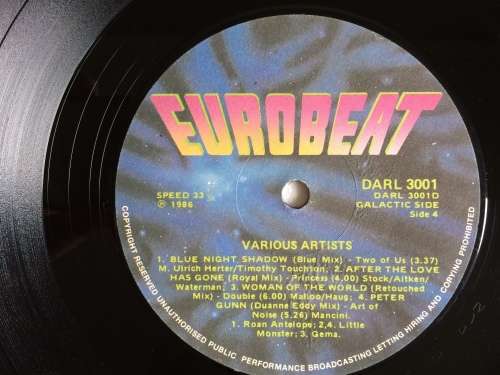 EUROBEAT
SPEED 33
℗ 1986
DARL 3001
DARL 3001D
GALACTIC SIDE
Side 4
VARIOUS ARTISTS
1. BLUE NIGHT SHADOW (Blue Mix) - Two of Us (3.37)
M. Ulrich Herter/Timothy Touchton; 2. AFTER THE LOVE
HAS GONE (Royal Mix) - Princess (4.00) Stock/Aitken/
Waterman; 3. WOMAN OF THE WORLD (Retouched
Mix) - Double (6.00) Malipo/Haug; 4. PETER
GUNN (Duanne Eddy Mix) - Art of
Noise (5.26) Mancini.
1. Roan Antelope; 2,4. Little
Monster; 3. Gema.
COPYRIGHT RESERVED UNAUTHORISED PUBLIC PERFORMANCE BROADCASTING LETTING HIRING AND COPYING PROHIBITED